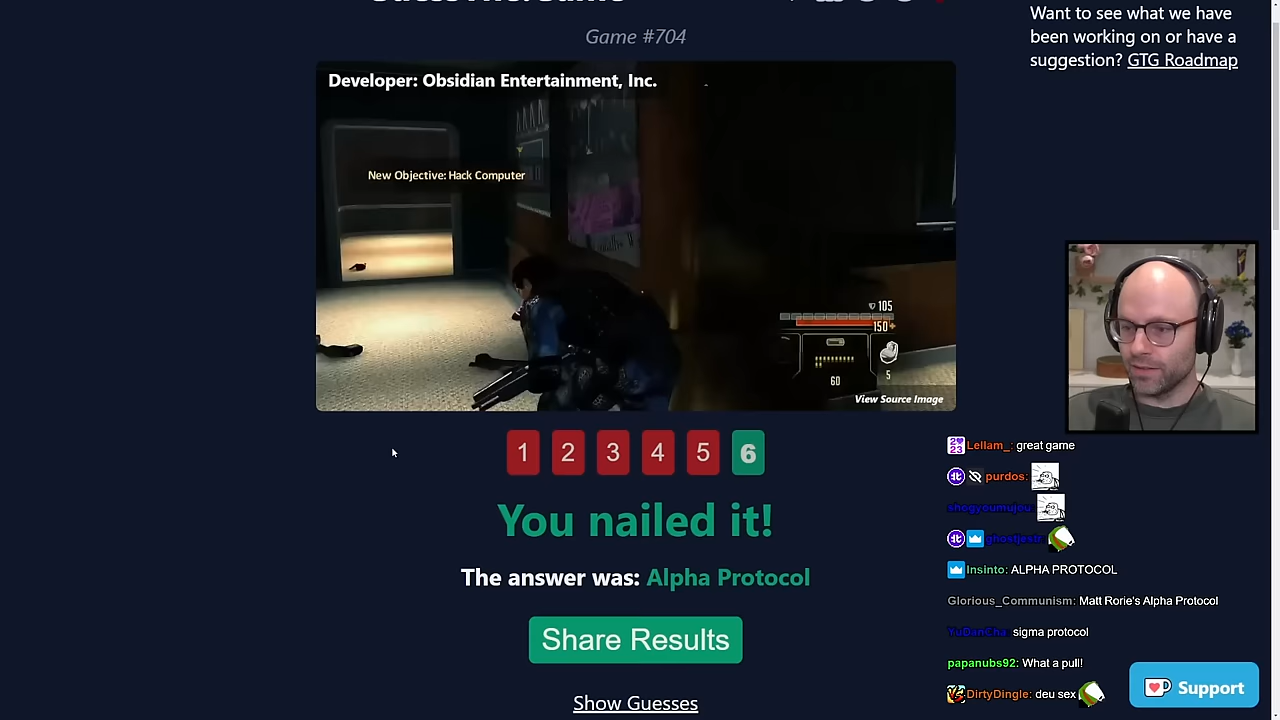 Game #704
Want to see what we have
been working on or have a
suggestion? GTG Roadmap
Developer: Obsidian Entertainment, Inc.
New Objective: Hack Computer
105
150+
60
5
View Source Image
1 2 3 4 5 6
You nailed it!
The answer was: Alpha Protocol
Share Results
Show Guesses
Lellam_: great game
purdos:
shogyoumujou:
ghostjestr:
Insinto: ALPHA PROTOCOL
Glorious_Communism: Matt Rorie's Alpha Protocol
YuDanCha: sigma protocol
papanubs92: What a pull!
DirtyDingle: deu sex
Support